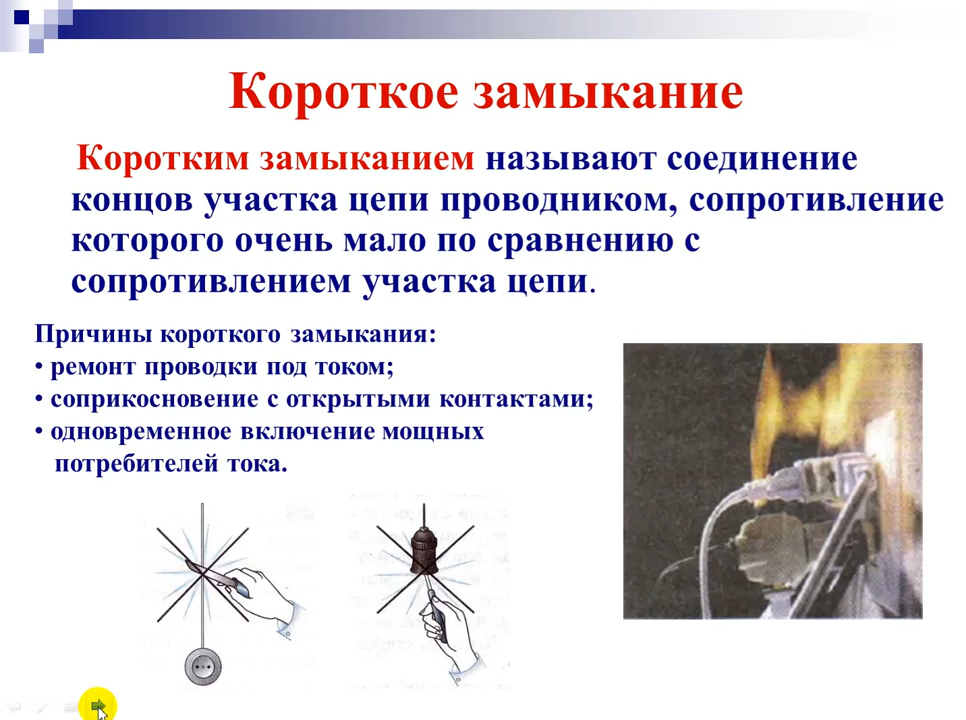 Короткое замыкание
Коротким замыканием называют соединение
концов участка цепи проводником, сопротивление
которого очень мало по сравнению с
сопротивлением участка цепи.
Причины короткого замыкания:
• ремонт проводки под током;
• соприкосновение с открытыми контактами;
• одновременное включение мощных
потребителей тока.